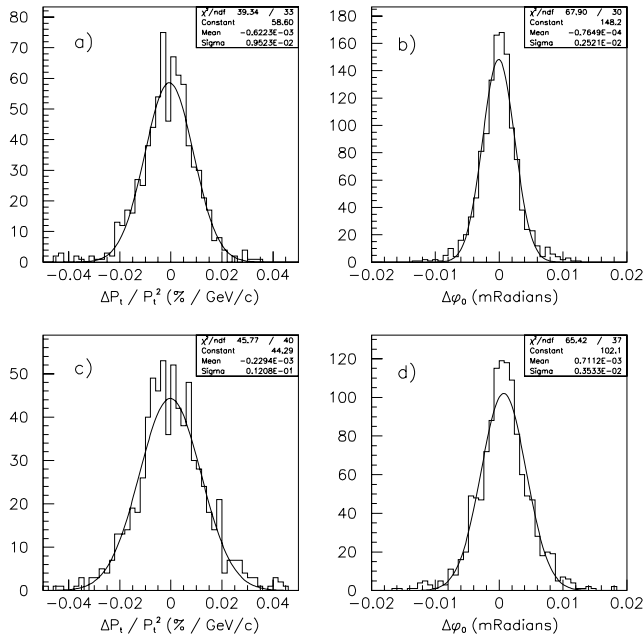 χ²/ndf 39.34 / 33
Constant 58.60
Mean -0.6223E-03
Sigma 0.9523E-02
a)
80
70
60
50
40
30
20
10
0
−0.04 −0.02 0 0.02 0.04
ΔPt / Pt² (% / GeV/c)
χ²/ndf 67.90 / 30
Constant 148.2
Mean -0.7649E-04
Sigma 0.2521E-02
b)
180
160
140
120
100
80
60
40
20
0
−0.02 −0.01 0 0.01 0.02
Δφ₀ (mRadians)
χ²/ndf 45.77 / 40
Constant 44.29
Mean -0.2294E-03
Sigma 0.1208E-01
c)
50
40
30
20
10
0
−0.04 −0.02 0 0.02 0.04
ΔPt / Pt² (% / GeV/c)
χ²/ndf 65.42 / 37
Constant 102.1
Mean 0.7112E-03
Sigma 0.3533E-02
d)
120
100
80
60
40
20
0
−0.02 −0.01 0 0.01 0.02
Δφ₀ (mRadians)